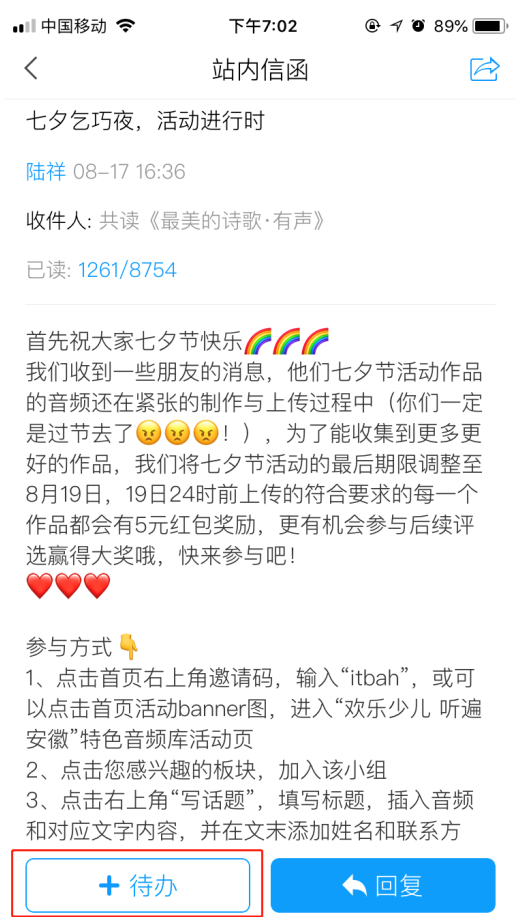 中国移动 下午7:02 89%
站内信函
七夕乞巧夜，活动进行时
陆祥 08-17 16:36
收件人: 共读《最美的诗歌·有声》
已读: 1261/8754
首先祝大家七夕节快乐🌈🌈🌈
我们收到一些朋友的消息，他们七夕节活动作品
的音频还在紧张的制作与上传过程中（你们一定
是过节去了😠😠😠！），为了能收集到更多更
好的作品，我们将七夕节活动的最后期限调整至
8月19日，19日24时前上传的符合要求的每一个
作品都会有5元红包奖励，更有机会参与后续评
选赢得大奖哦，快来参与吧！
❤️❤️❤️
参与方式👇
1、点击首页右上角邀请码，输入“itbah”，或可
以点击首页活动banner图，进入“欢乐少儿 听遍
安徽”特色音频库活动页
2、点击您感兴趣的板块，加入该小组
3、点击右上角“写话题”，填写标题，插入音频
和对应文字内容，并在文末添加姓名和联系方
+ 待办 回复